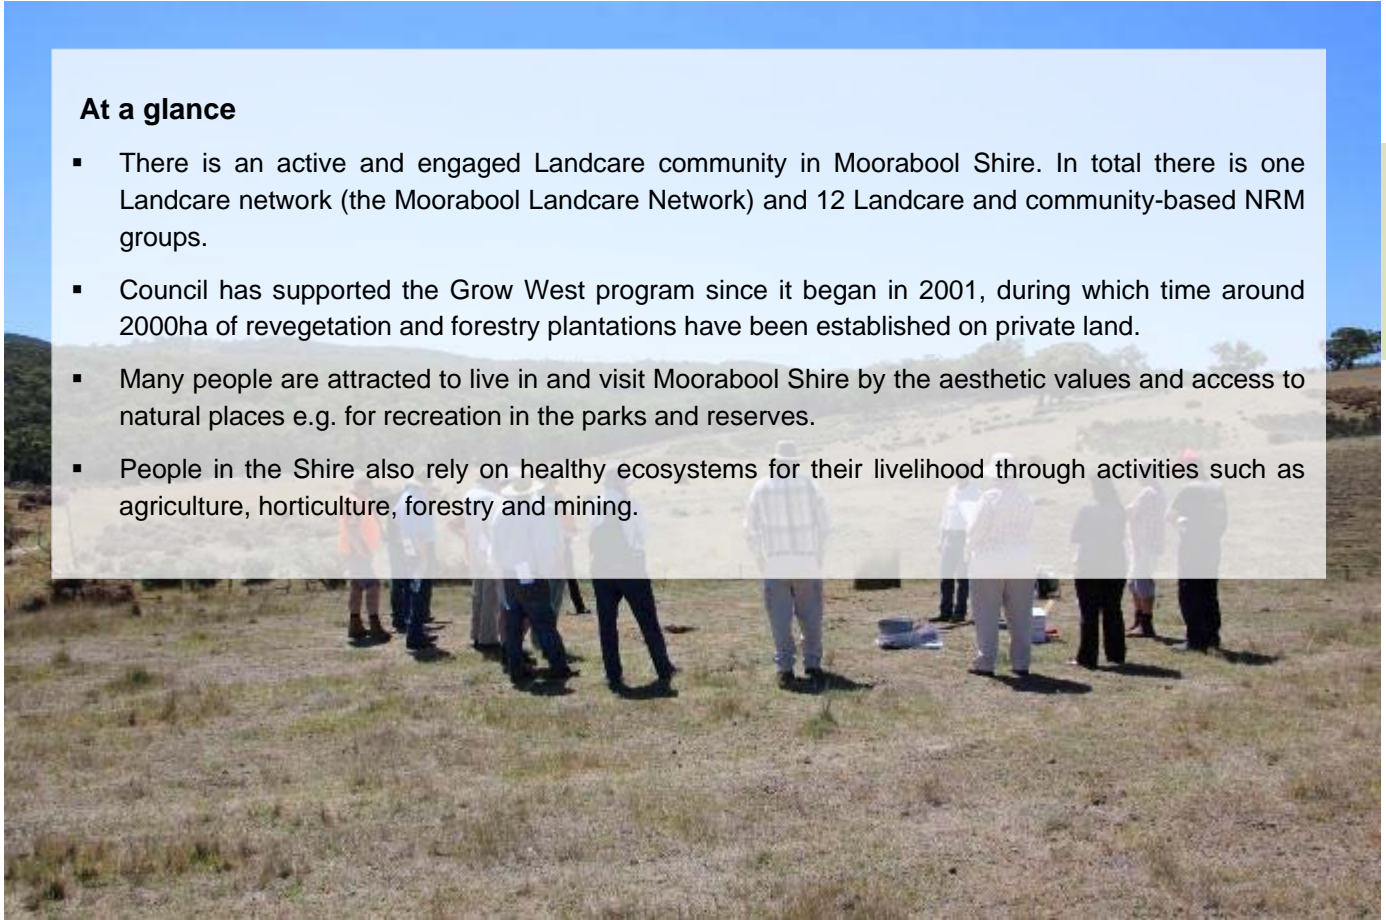 At a glance
▪ There is an active and engaged Landcare community in Moorabool Shire. In total there is one
Landcare network (the Moorabool Landcare Network) and 12 Landcare and community-based NRM
groups.
▪ Council has supported the Grow West program since it began in 2001, during which time around
2000ha of revegetation and forestry plantations have been established on private land.
▪ Many people are attracted to live in and visit Moorabool Shire by the aesthetic values and access to
natural places e.g. for recreation in the parks and reserves.
▪ People in the Shire also rely on healthy ecosystems for their livelihood through activities such as
agriculture, horticulture, forestry and mining.